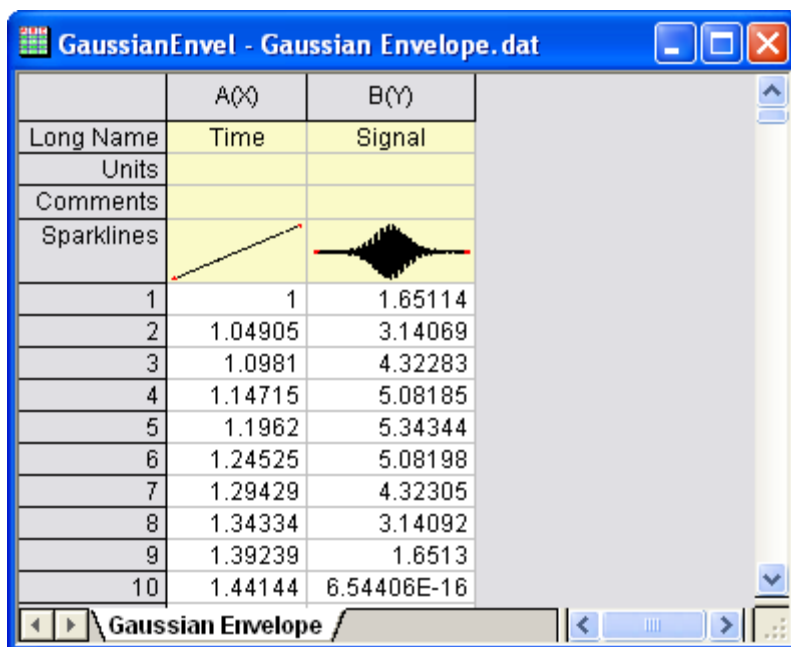 GaussianEnvel - Gaussian Envelope.dat
A(X) B(Y)
Long Name Time Signal
Units
Comments
Sparklines
1 1 1.65114
2 1.04905 3.14069
3 1.0981 4.32283
4 1.14715 5.08185
5 1.1962 5.34344
6 1.24525 5.08198
7 1.29429 4.32305
8 1.34334 3.14092
9 1.39239 1.6513
10 1.44144 6.54406E-16
Gaussian Envelope